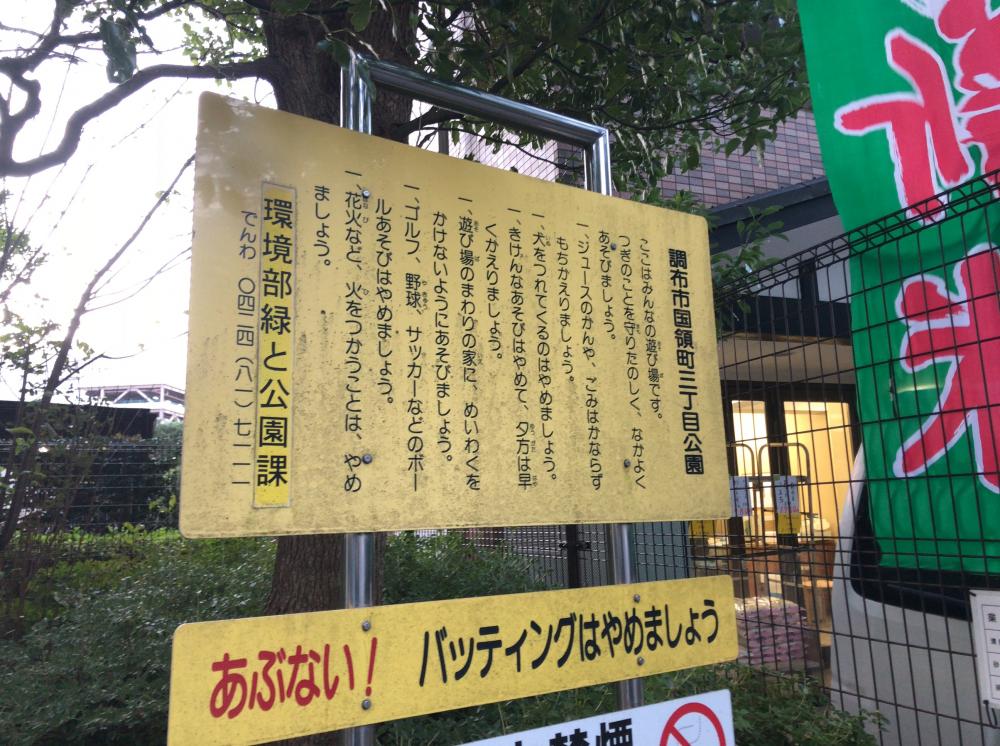 調布市国領町三丁目公園
ここはみんなの遊び場です。
つぎのことを守りたのしく、なかよく
あそびましょう。
一、ジュースのかんや、ごみはかならず
もちかえりましょう。
一、犬をつれてくるのはやめましょう。
一、きけんなあそびはやめて、夕方は早
くかえりましょう。
一、遊び場のまわりの家に、めいわくを
かけないようにあそびましょう。
一、ゴルフ、野球、サッカーなどのボー
ルあそびはやめましょう。
一、花火など、火をつかうことは、やめ
ましょう。
環境部緑と公園課
でんわ 〇四二四(八一)七一一一
あぶない! バッティングはやめましょう
禁煙